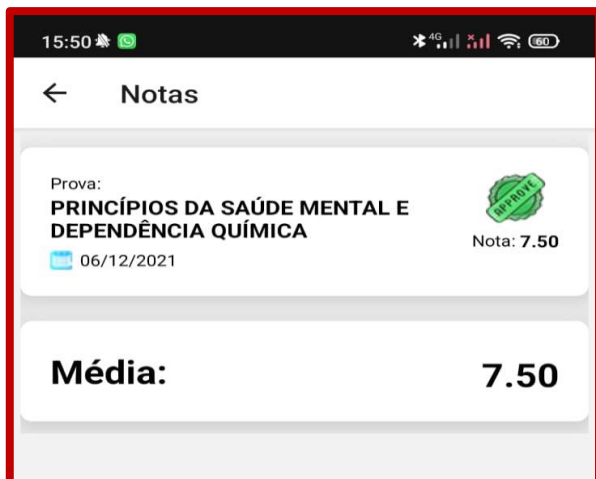 15:50
4G
60
Notas
Prova:
PRINCÍPIOS DA SAÚDE MENTAL E
DEPENDÊNCIA QUÍMICA
06/12/2021
APPROVE
Nota: 7.50
Média:
7.50